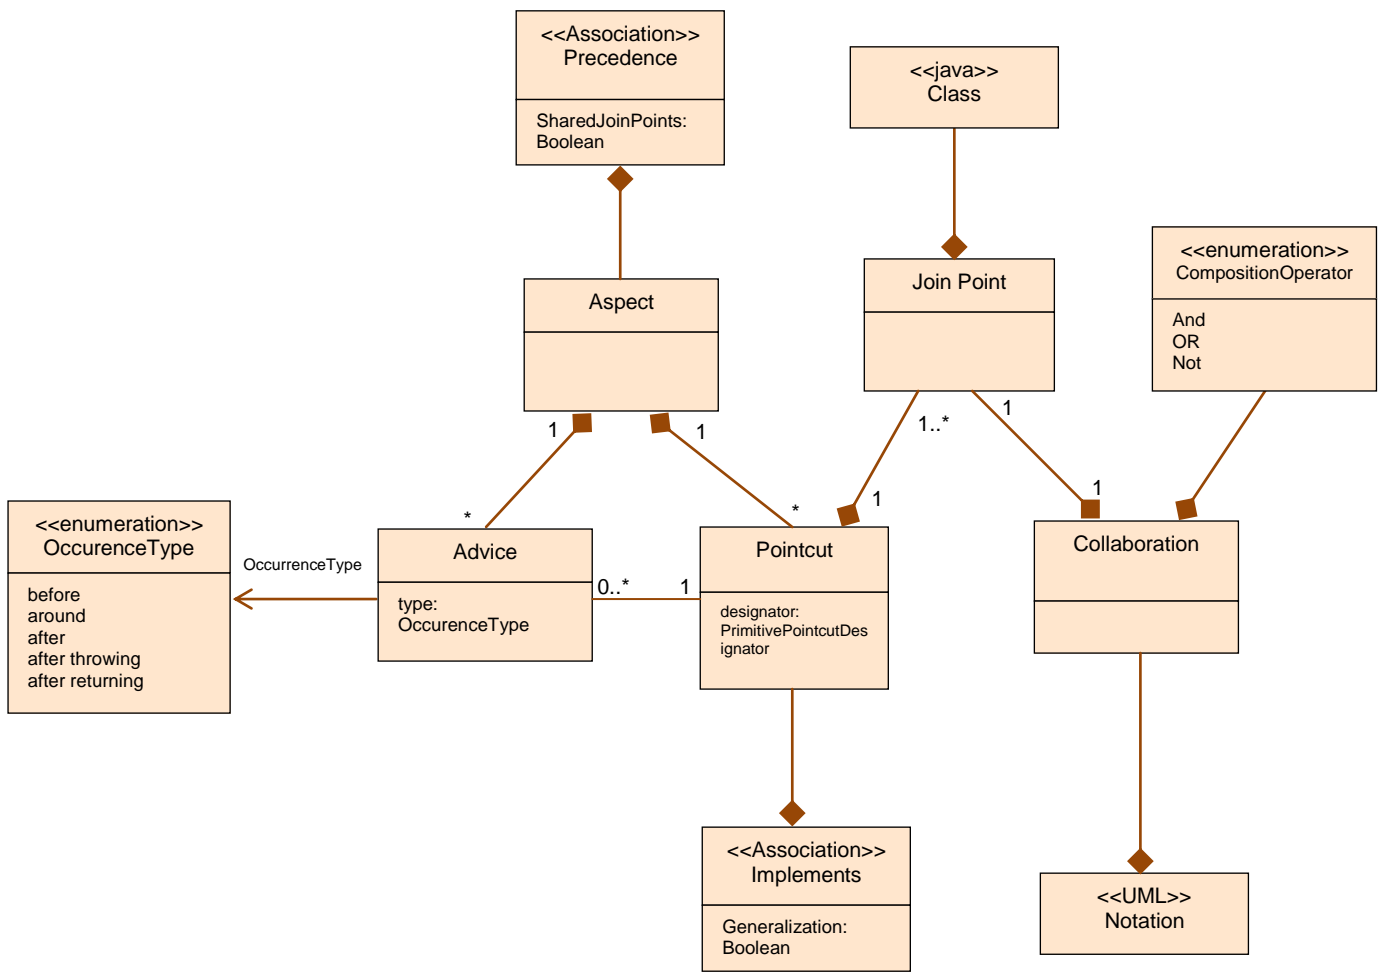 <<Association>>
Precedence
SharedJoinPoints:
Boolean
<<java>>
Class
<<enumeration>>
CompositionOperator
And
OR
Not
Aspect
Join Point
1
1
1..*
1
*
*
1
1
<<enumeration>>
OccurenceType
before
around
after
after throwing
after returning
OccurrenceType
Advice
type:
OccurenceType
0..*
1
Pointcut
designator:
PrimitivePointcutDes
ignator
Collaboration
<<Association>>
Implements
Generalization:
Boolean
<<UML>>
Notation